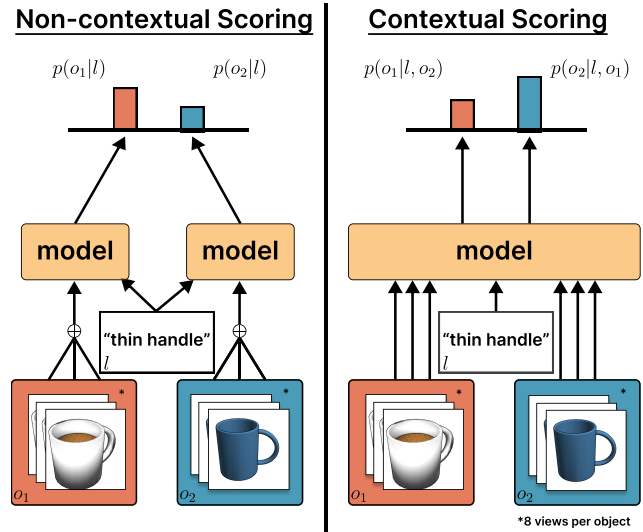 Non-contextual Scoring
p(o₁|l)
p(o₂|l)
model
model
"thin handle"
l
*
*
o₁
o₂
Contextual Scoring
p(o₁|l, o₂)
p(o₂|l, o₁)
model
"thin handle"
l
*
*
o₁
o₂
*8 views per object